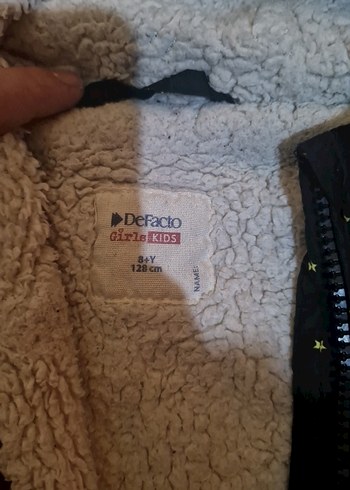 DeFacto
Girls KIDS
8+Y
128 cm
NAME: